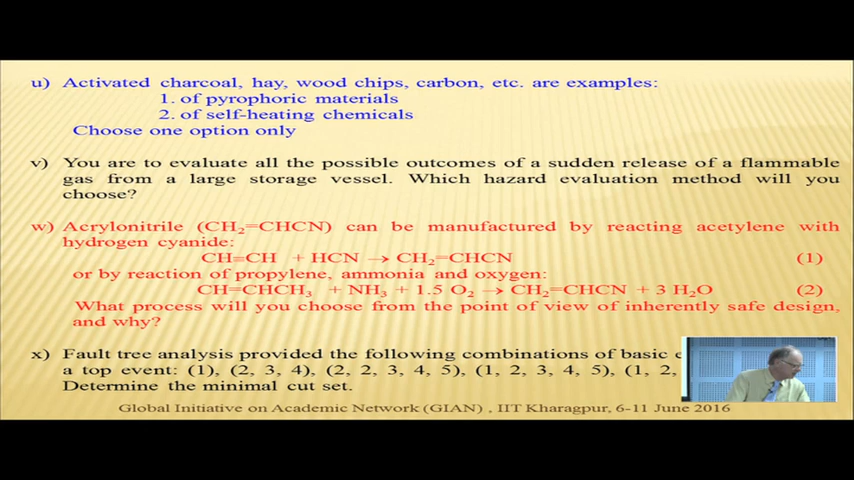 u) Activated charcoal, hay, wood chips, carbon, etc. are examples:
1. of pyrophoric materials
2. of self-heating chemicals
Choose one option only
v) You are to evaluate all the possible outcomes of a sudden release of a flammable
gas from a large storage vessel. Which hazard evaluation method will you
choose?
w) Acrylonitrile (CH₂=CHCN) can be manufactured by reacting acetylene with
hydrogen cyanide:
CH≡CH + HCN → CH₂=CHCN (1)
or by reaction of propylene, ammonia and oxygen:
CH=CHCH₃ + NH₃ + 1.5 O₂ → CH₂=CHCN + 3 H₂O (2)
What process will you choose from the point of view of inherently safe design,
and why?
x) Fault tree analysis provided the following combinations of basic
a top event: (1), (2, 3, 4), (2, 2, 3, 4, 5), (1, 2, 3, 4, 5), (1, 2,
Determine the minimal cut set.
Global Initiative on Academic Network (GIAN) , IIT Kharagpur, 6-11 June 2016